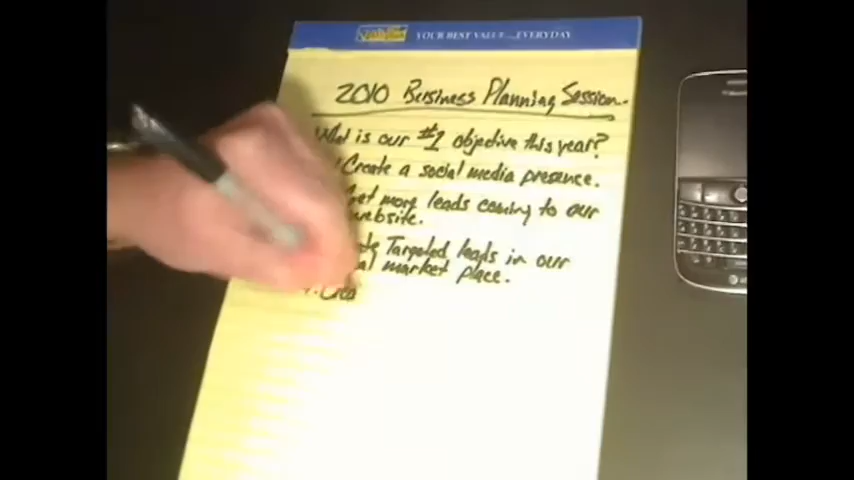 YOUR BEST VALUE...EVERYDAY
2010 Business Planning Session.
What is our #1 objective this year?
Create a social media presence.
Get more leads coming to our
website.
Targeted leads in our
market place.
Crea